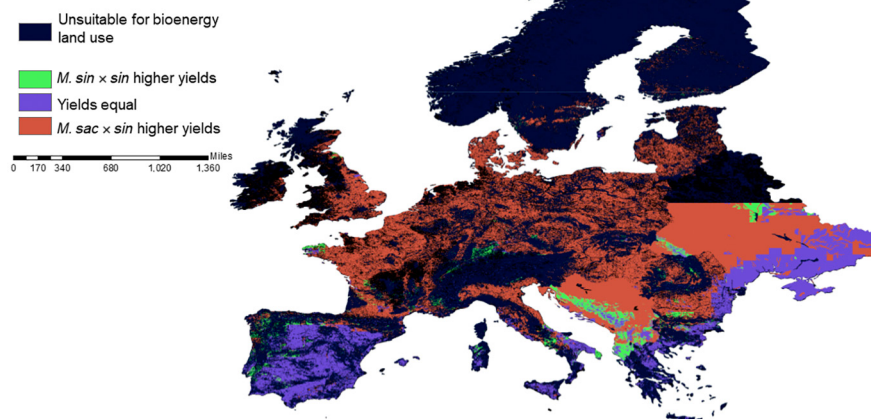 Unsuitable for bioenergy
land use
M. sin × sin higher yields
Yields equal
M. sac × sin higher yields
Miles
0 170 340 680 1,020 1,360